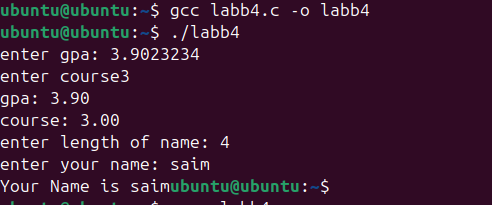 ubuntu@ubuntu:~$ gcc labb4.c -o labb4
ubuntu@ubuntu:~$ ./labb4
enter gpa: 3.9023234
enter course3
gpa: 3.90
course: 3.00
enter length of name: 4
enter your name: saim
Your Name is saimubuntu@ubuntu:~$